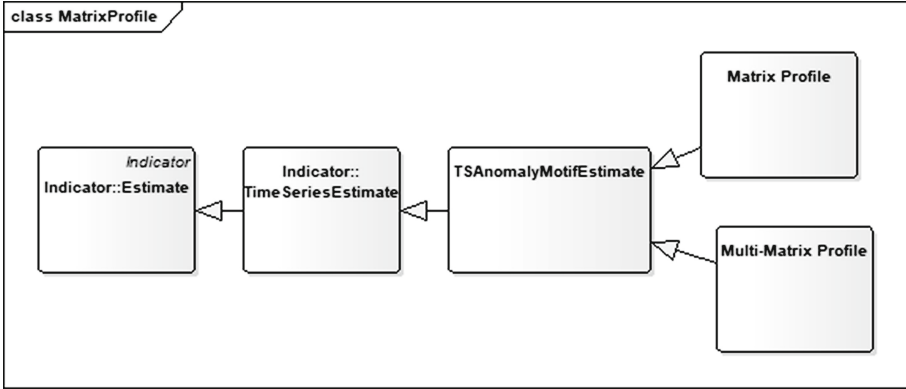 class MatrixProfile
Matrix Profile
Indicator
Indicator::Estimate
Indicator::
TimeSeriesEstimate
TSAnomalyMotifEstimate
Multi-Matrix Profile